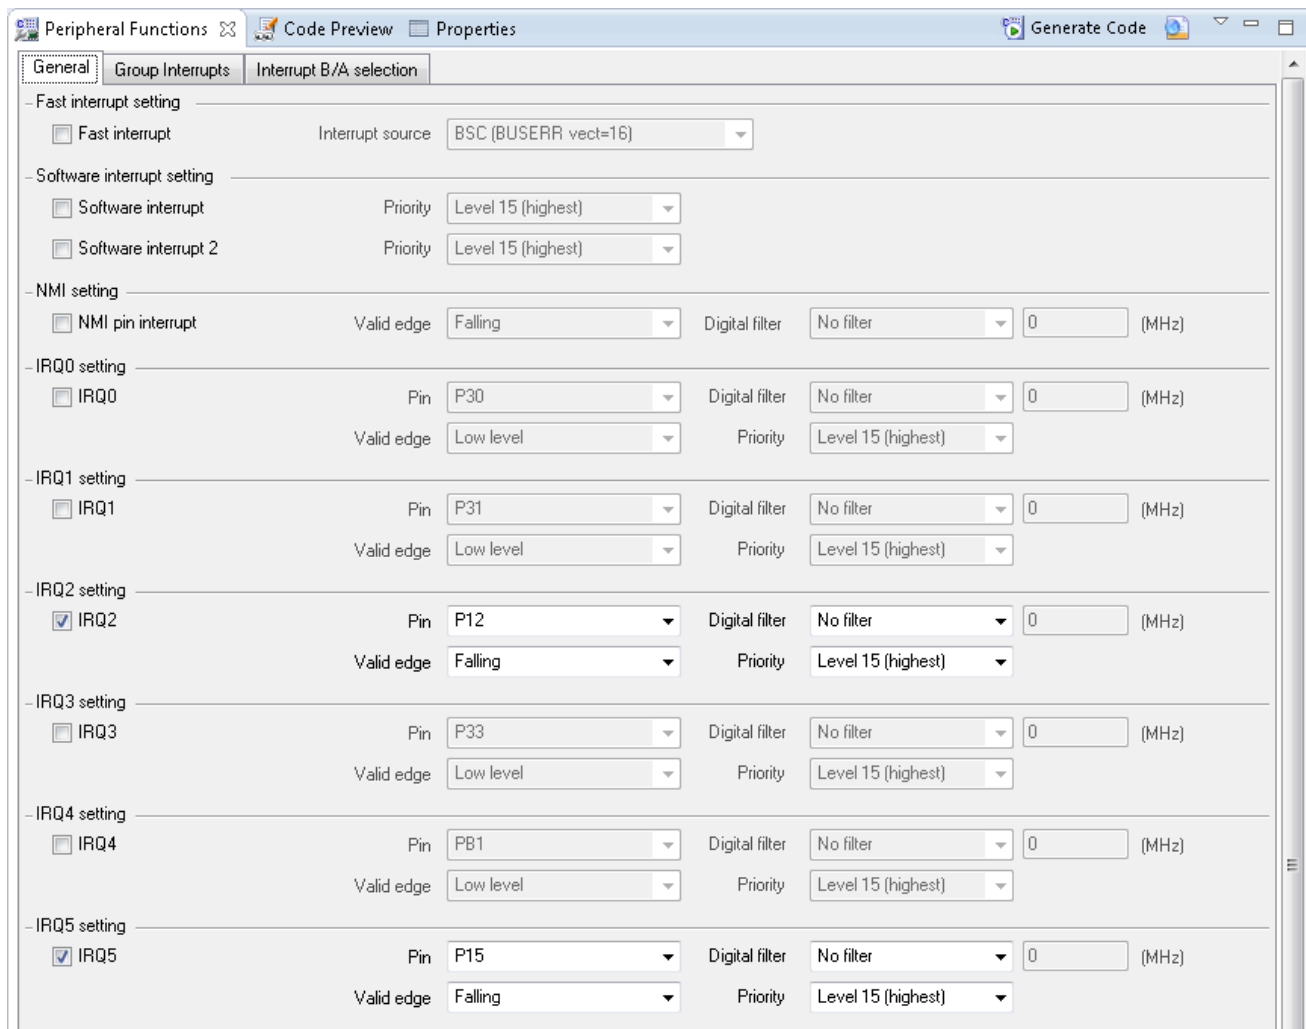 Peripheral Functions Code Preview Properties Generate Code
General Group Interrupts Interrupt B/A selection
Fast interrupt setting
Fast interrupt Interrupt source BSC (BUSERR vect=16)
Software interrupt setting
Software interrupt Priority Level 15 (highest)
Software interrupt 2 Priority Level 15 (highest)
NMI setting
NMI pin interrupt Valid edge Falling Digital filter No filter 0 (MHz)
IRQ0 setting
IRQ0 Pin P30 Digital filter No filter 0 (MHz)
Valid edge Low level Priority Level 15 (highest)
IRQ1 setting
IRQ1 Pin P31 Digital filter No filter 0 (MHz)
Valid edge Low level Priority Level 15 (highest)
IRQ2 setting
IRQ2 Pin P12 Digital filter No filter 0 (MHz)
Valid edge Falling Priority Level 15 (highest)
IRQ3 setting
IRQ3 Pin P33 Digital filter No filter 0 (MHz)
Valid edge Low level Priority Level 15 (highest)
IRQ4 setting
IRQ4 Pin PB1 Digital filter No filter 0 (MHz)
Valid edge Low level Priority Level 15 (highest)
IRQ5 setting
IRQ5 Pin P15 Digital filter No filter 0 (MHz)
Valid edge Falling Priority Level 15 (highest)